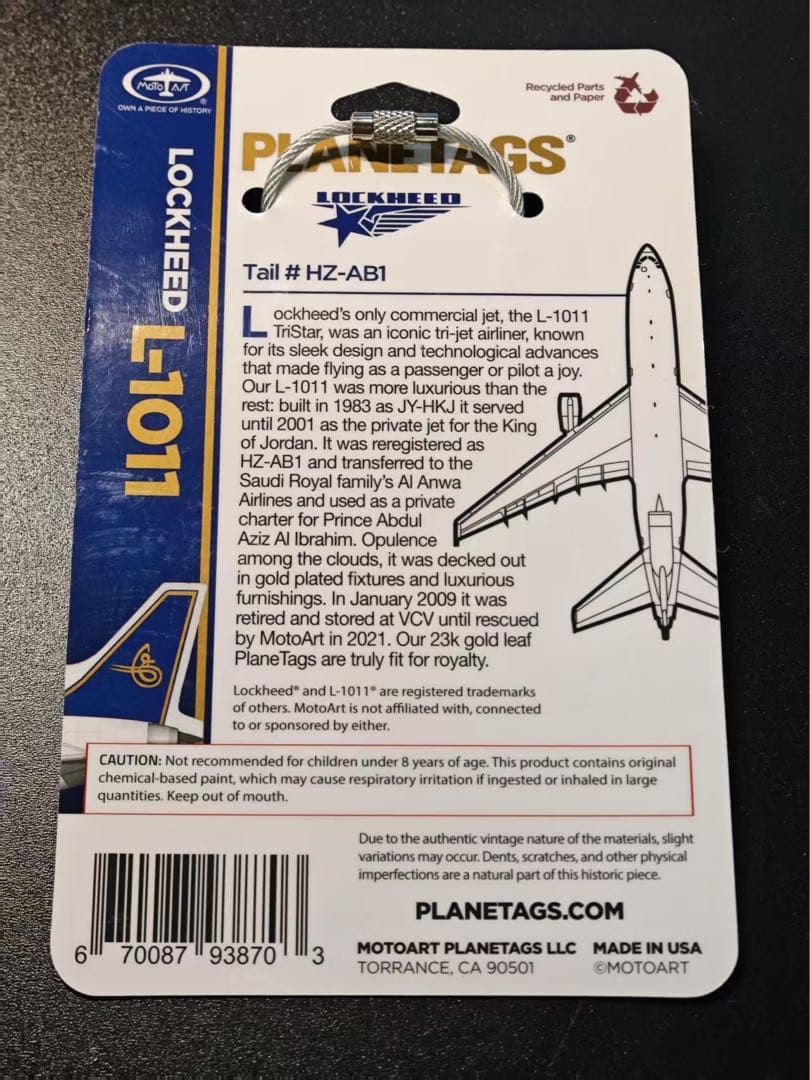 MOTO ART
OWN A PIECE OF HISTORY
Recycled Parts
and Paper
PLANETAGS®
LOCKHEED
LOCKHEED L-1011
Tail # HZ-AB1
Lockheed's only commercial jet, the L-1011
TriStar, was an iconic tri-jet airliner, known
for its sleek design and technological advances
that made flying as a passenger or pilot a joy.
Our L-1011 was more luxurious than the
rest: built in 1983 as JY-HKJ it served
until 2001 as the private jet for the King
of Jordan. It was reregistered as
HZ-AB1 and transferred to the
Saudi Royal family's Al Anwa
Airlines and used as a private
charter for Prince Abdul
Aziz Al Ibrahim. Opulence
among the clouds, it was decked out
in gold plated fixtures and luxurious
furnishings. In January 2009 it was
retired and stored at VCV until rescued
by MotoArt in 2021. Our 23k gold leaf
PlaneTags are truly fit for royalty.
Lockheed® and L-1011® are registered trademarks
of others. MotoArt is not affiliated with, connected
to or sponsored by either.
CAUTION: Not recommended for children under 8 years of age. This product contains original
chemical-based paint, which may cause respiratory irritation if ingested or inhaled in large
quantities. Keep out of mouth.
Due to the authentic vintage nature of the materials, slight
variations may occur. Dents, scratches, and other physical
imperfections are a natural part of this historic piece.
PLANETAGS.COM
MOTOART PLANETAGS LLC MADE IN USA
TORRANCE, CA 90501 ©MOTOART
6 70087 93870 3